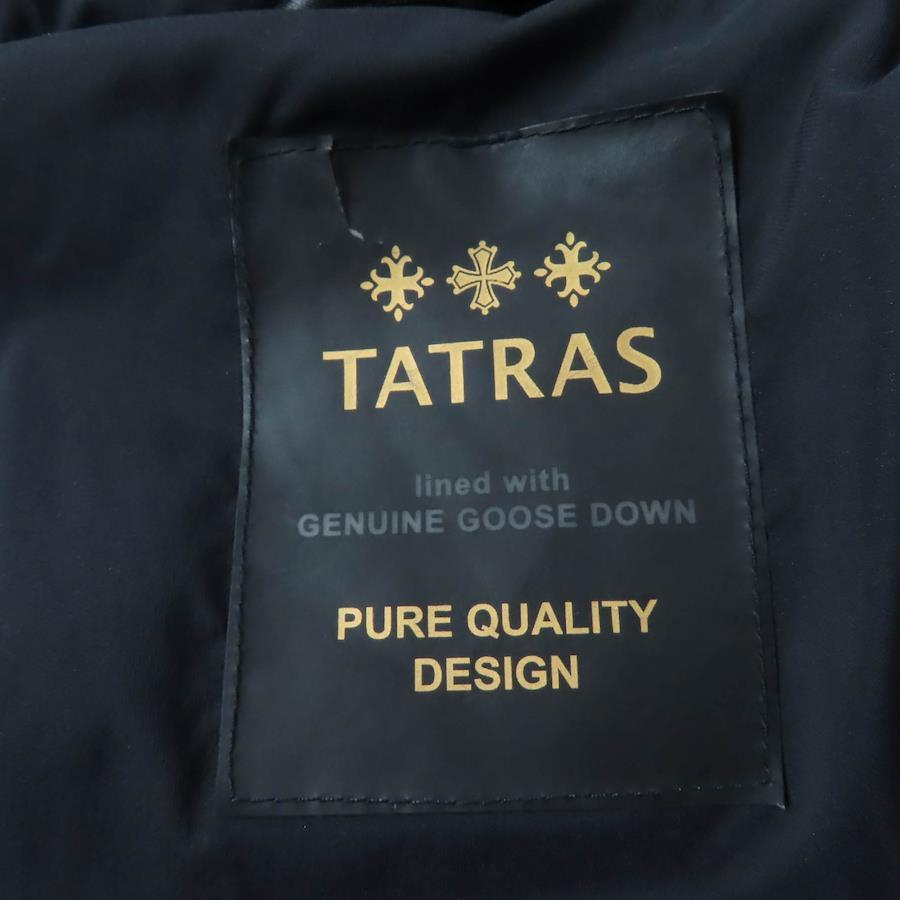 TATRAS
lined with
GENUINE GOOSE DOWN
PURE QUALITY
DESIGN